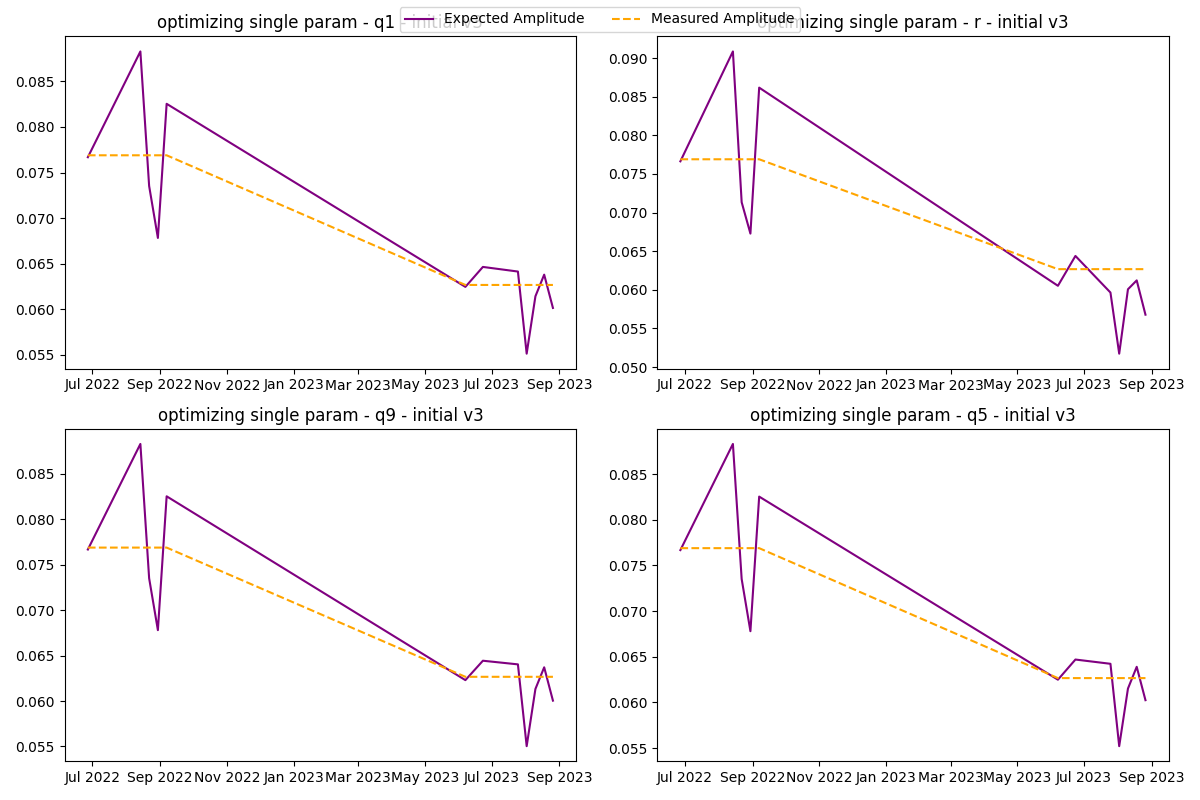 Expected Amplitude
Measured Amplitude
optimizing single param - q1 - initial v3
0.085
0.080
0.075
0.070
0.065
0.060
0.055
Jul 2022
Sep 2022
Nov 2022
Jan 2023
Mar 2023
May 2023
Jul 2023
Sep 2023
optimizing single param - r - initial v3
0.090
0.085
0.080
0.075
0.070
0.065
0.060
0.055
0.050
Jul 2022
Sep 2022
Nov 2022
Jan 2023
Mar 2023
May 2023
Jul 2023
Sep 2023
optimizing single param - q9 - initial v3
0.085
0.080
0.075
0.070
0.065
0.060
0.055
Jul 2022
Sep 2022
Nov 2022
Jan 2023
Mar 2023
May 2023
Jul 2023
Sep 2023
optimizing single param - q5 - initial v3
0.085
0.080
0.075
0.070
0.065
0.060
0.055
Jul 2022
Sep 2022
Nov 2022
Jan 2023
Mar 2023
May 2023
Jul 2023
Sep 2023